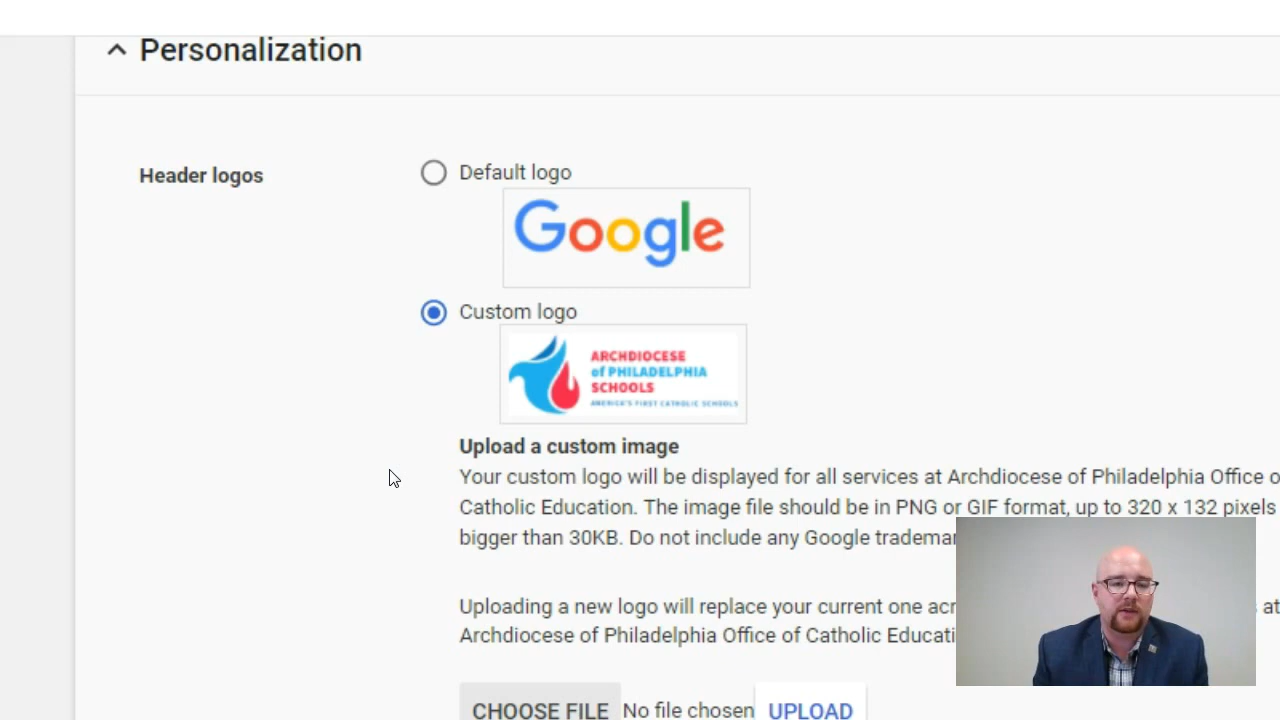 Personalization
Header logos
Default logo
Google
Custom logo
ARCHDIOCESE
of PHILADELPHIA
SCHOOLS
AMERICA'S FIRST CATHOLIC SCHOOLS
Upload a custom image
Your custom logo will be displayed for all services at Archdiocese of Philadelphia Office o
Catholic Education. The image file should be in PNG or GIF format, up to 320 x 132 pixels
bigger than 30KB. Do not include any Google tradema
Uploading a new logo will replace your current one acr at
Archdiocese of Philadelphia Office of Catholic Educati
CHOOSE FILE No file chosen UPLOAD